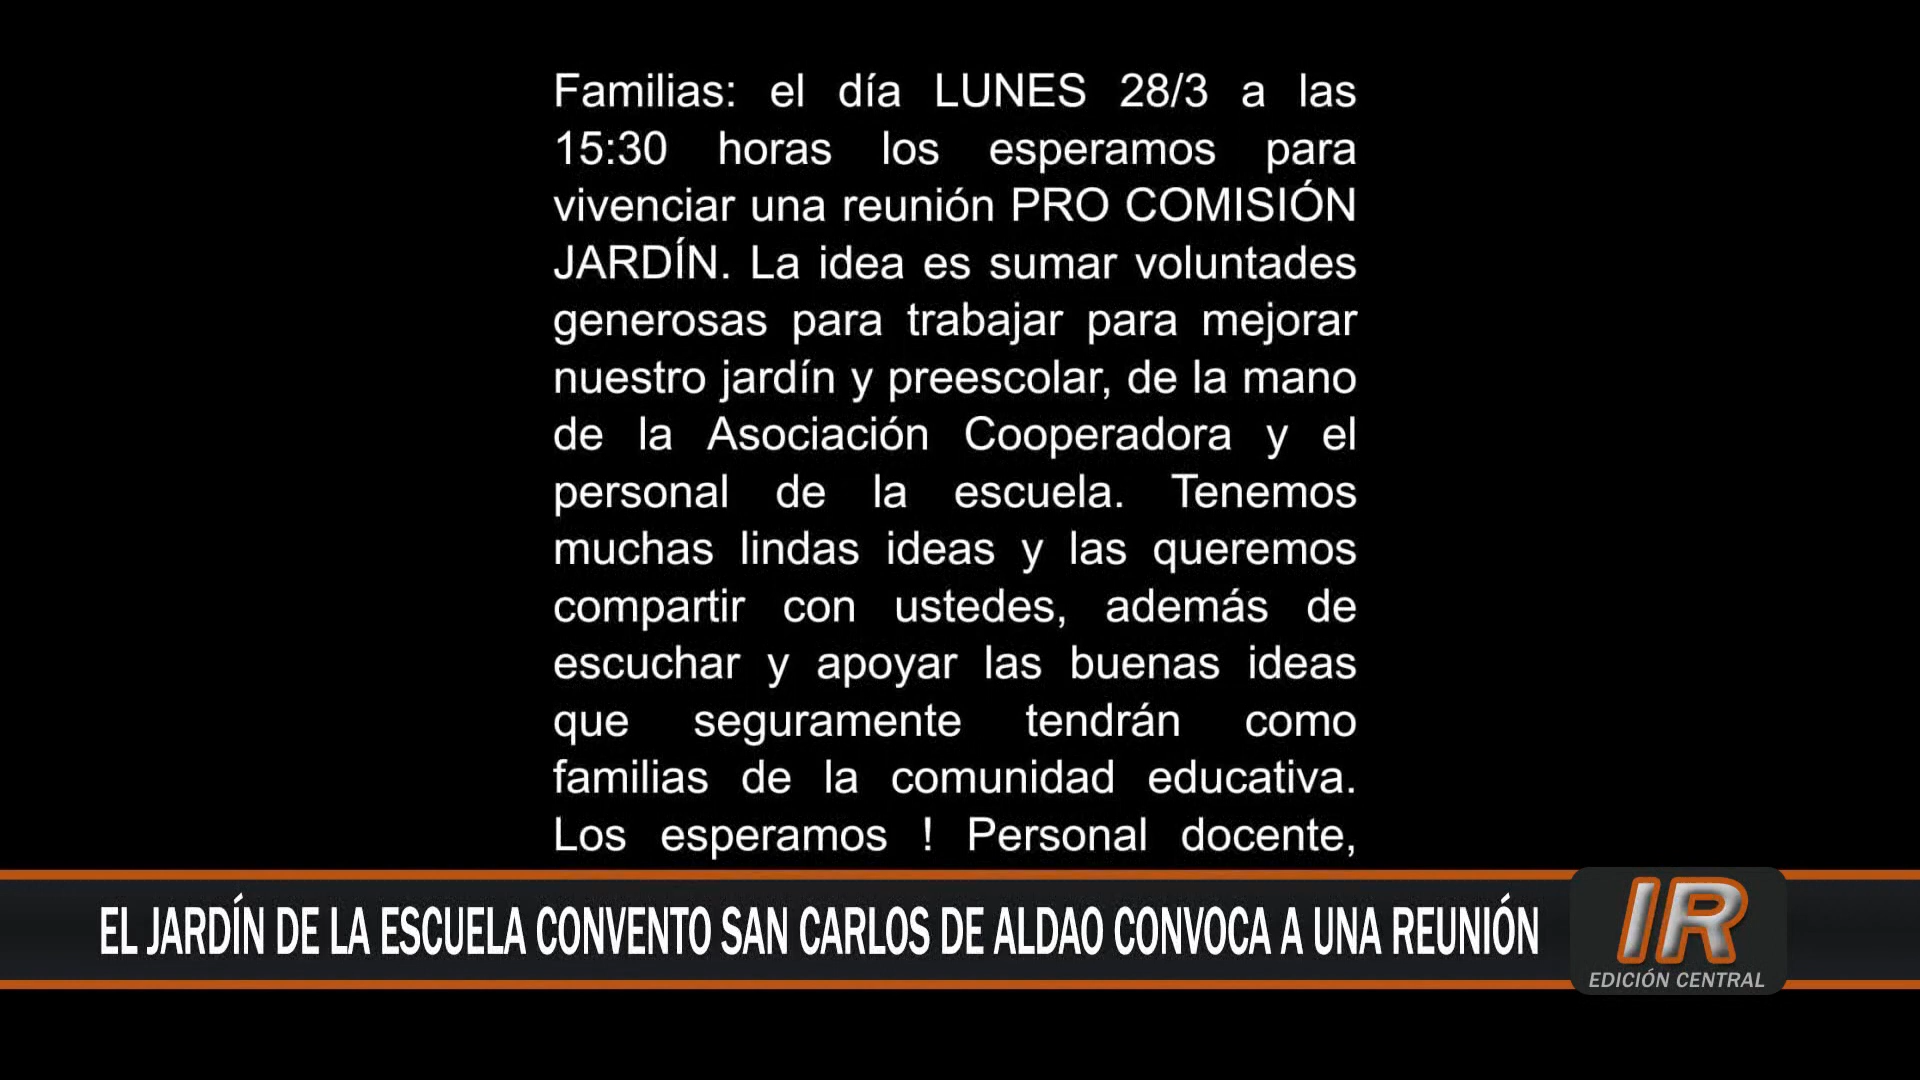 Familias: el día LUNES 28/3 a las
15:30 horas los esperamos para
vivenciar una reunión PRO COMISIÓN
JARDÍN. La idea es sumar voluntades
generosas para trabajar para mejorar
nuestro jardín y preescolar, de la mano
de la Asociación Cooperadora y el
personal de la escuela. Tenemos
muchas lindas ideas y las queremos
compartir con ustedes, además de
escuchar y apoyar las buenas ideas
que seguramente tendrán como
familias de la comunidad educativa.
Los esperamos ! Personal docente,
EL JARDÍN DE LA ESCUELA CONVENTO SAN CARLOS DE ALDAO CONVOCA A UNA REUNIÓN
IR
EDICIÓN CENTRAL